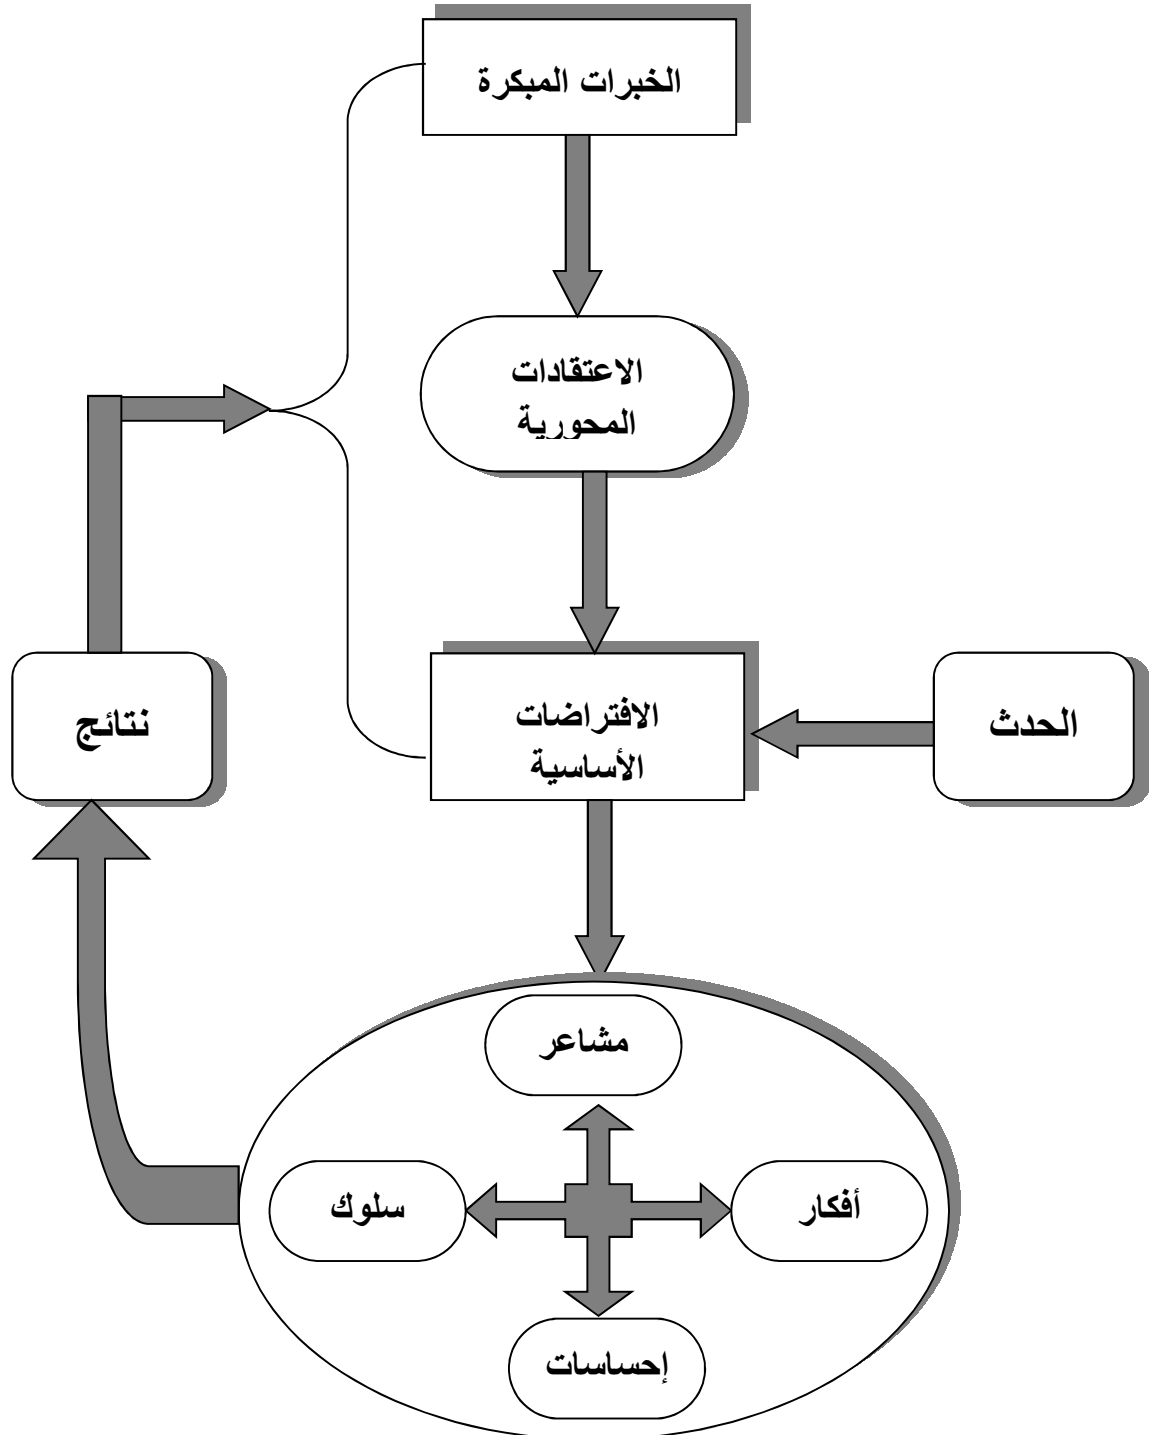 الخبرات المبكرة
الاعتقادات
المحورية
الافتراضات
الأساسية
الحدث
نتائج
مشاعر
أفكار
سلوك
إحساسات